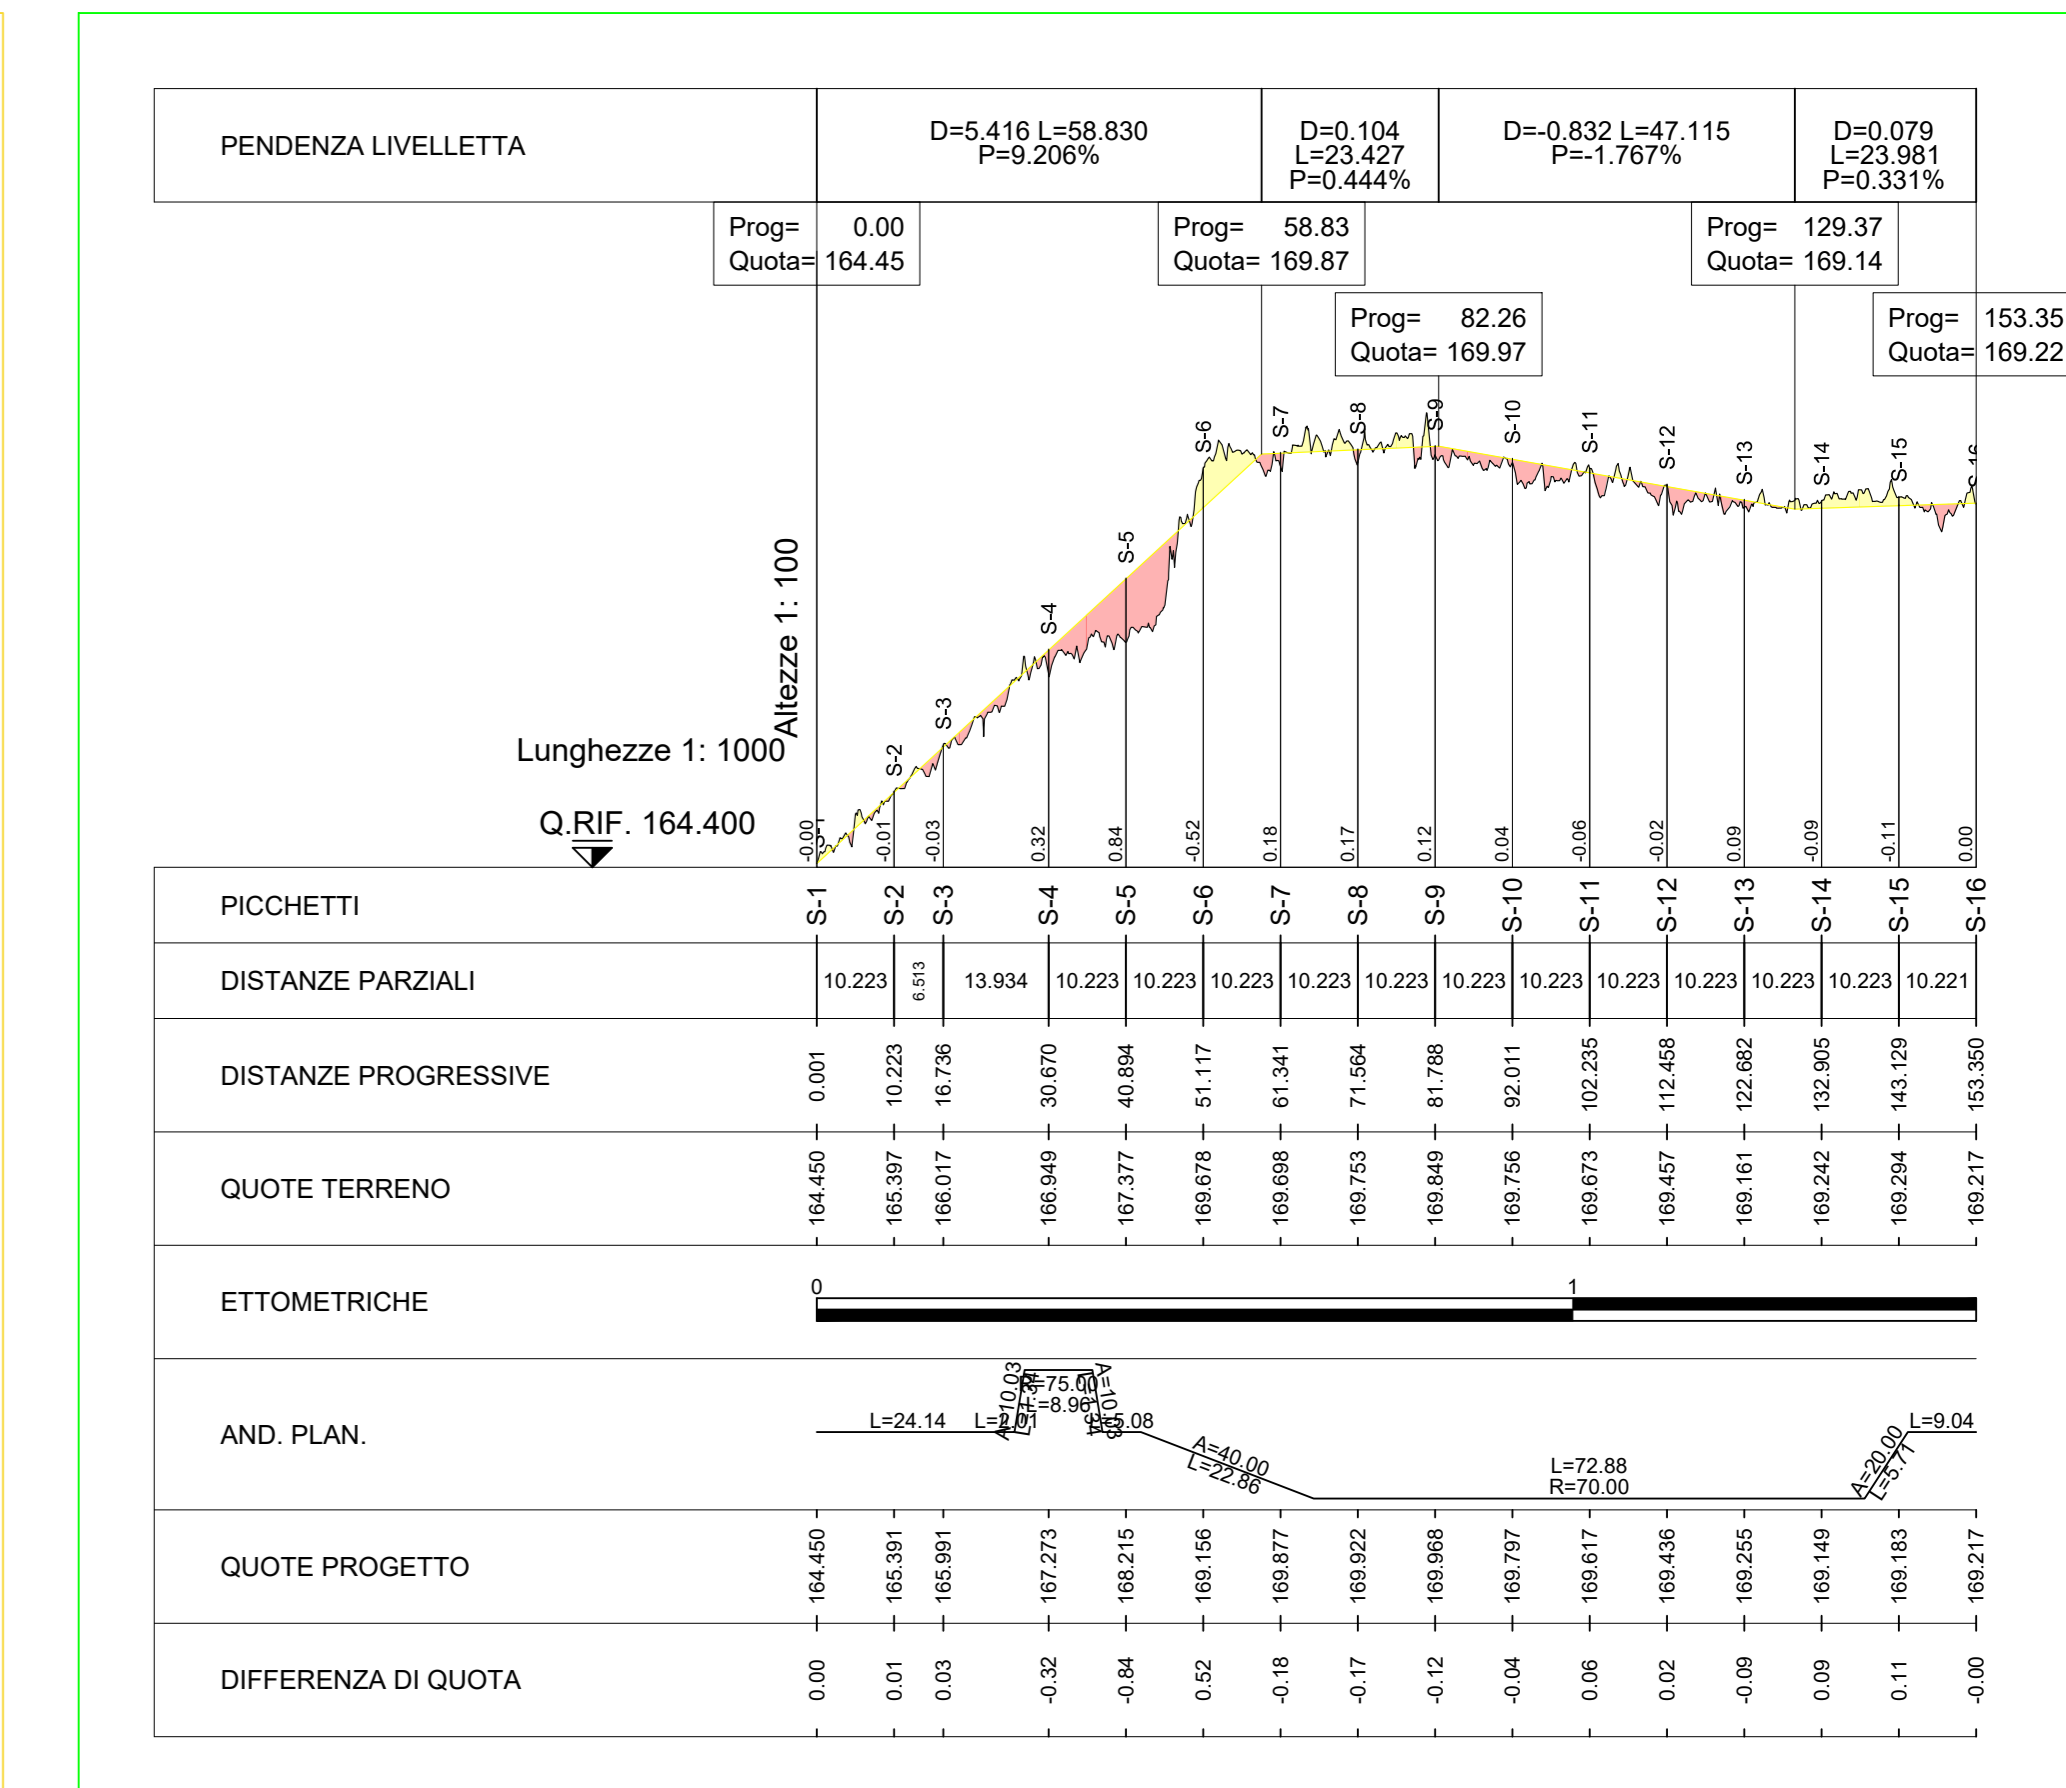 PENDENZA LIVELLETTA
D=5.416 L=58.830
P=9.206%
D=0.104
L=23.427
P=0.444%
D=-0.832 L=47.115
P=-1.767%
D=0.079
L=23.981
P=0.331%
Prog= 0.00
Quota= 164.45
Prog= 58.83
Quota= 169.87
Prog= 129.37
Quota= 169.14
Prog= 82.26
Quota= 169.97
Prog= 153.35
Quota= 169.22
S-1 S-2 S-3 S-4 S-5 S-6 S-7 S-8 S-9 S-10 S-11 S-12 S-13 S-14 S-15 S-16
Altezze 1: 100
Lunghezze 1: 1000
Q.RIF. 164.400
-0.00 -0.01 -0.03 0.32 0.84 -0.52 0.18 0.17 0.12 0.04 -0.06 -0.02 0.09 -0.09 -0.11 0.00
PICCHETTI S-1 S-2 S-3 S-4 S-5 S-6 S-7 S-8 S-9 S-10 S-11 S-12 S-13 S-14 S-15 S-16
DISTANZE PARZIALI 10.223 6.513 13.934 10.223 10.223 10.223 10.223 10.223 10.223 10.223 10.223 10.223 10.223 10.223 10.221
DISTANZE PROGRESSIVE 0.001 10.223 16.736 30.670 40.894 51.117 61.341 71.564 81.788 92.011 102.235 112.458 122.682 132.905 143.129 153.350
QUOTE TERRENO 164.450 165.397 166.017 166.949 167.377 169.678 169.698 169.753 169.849 169.756 169.673 169.457 169.161 169.242 169.294 169.217
ETTOMETRICHE 0 1
AND. PLAN.
L=24.14
L=2.01
A=10.03
L=1.34
R=75.00
L=8.96
A=10.03
L=1.34
L=5.08
A=40.00
L=22.86
L=72.88
R=70.00
A=20.00
L=5.71
L=9.04
QUOTE PROGETTO 164.450 165.391 165.991 167.273 168.215 169.156 169.877 169.922 169.968 169.797 169.617 169.436 169.255 169.149 169.183 169.217
DIFFERENZA DI QUOTA 0.00 0.01 0.03 -0.32 -0.84 0.52 -0.18 -0.17 -0.12 -0.04 0.06 0.02 -0.09 0.09 0.11 -0.00